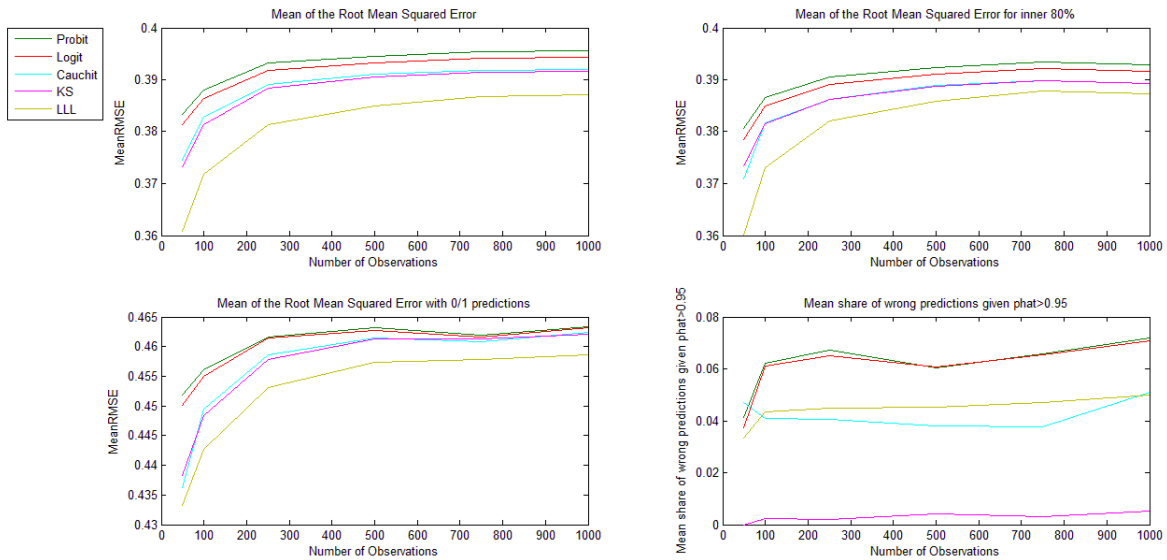 Probit
Logit
Cauchit
KS
LLL
Mean of the Root Mean Squared Error
0.4
0.39
0.38
0.37
0.36
MeanRMSE
0 100 200 300 400 500 600 700 800 900 1000
Number of Observations
Mean of the Root Mean Squared Error for inner 80%
0.4
0.39
0.38
0.37
0.36
MeanRMSE
0 100 200 300 400 500 600 700 800 900 1000
Number of Observations
Mean of the Root Mean Squared Error with 0/1 predictions
0.465
0.46
0.455
0.45
0.445
0.44
0.435
0.43
MeanRMSE
0 100 200 300 400 500 600 700 800 900 1000
Number of Observations
Mean share of wrong predictions given phat>0.95
0.08
0.06
0.04
0.02
0
Mean share of wrong predictions given phat>0.95
0 100 200 300 400 500 600 700 800 900 1000
Number of Observations